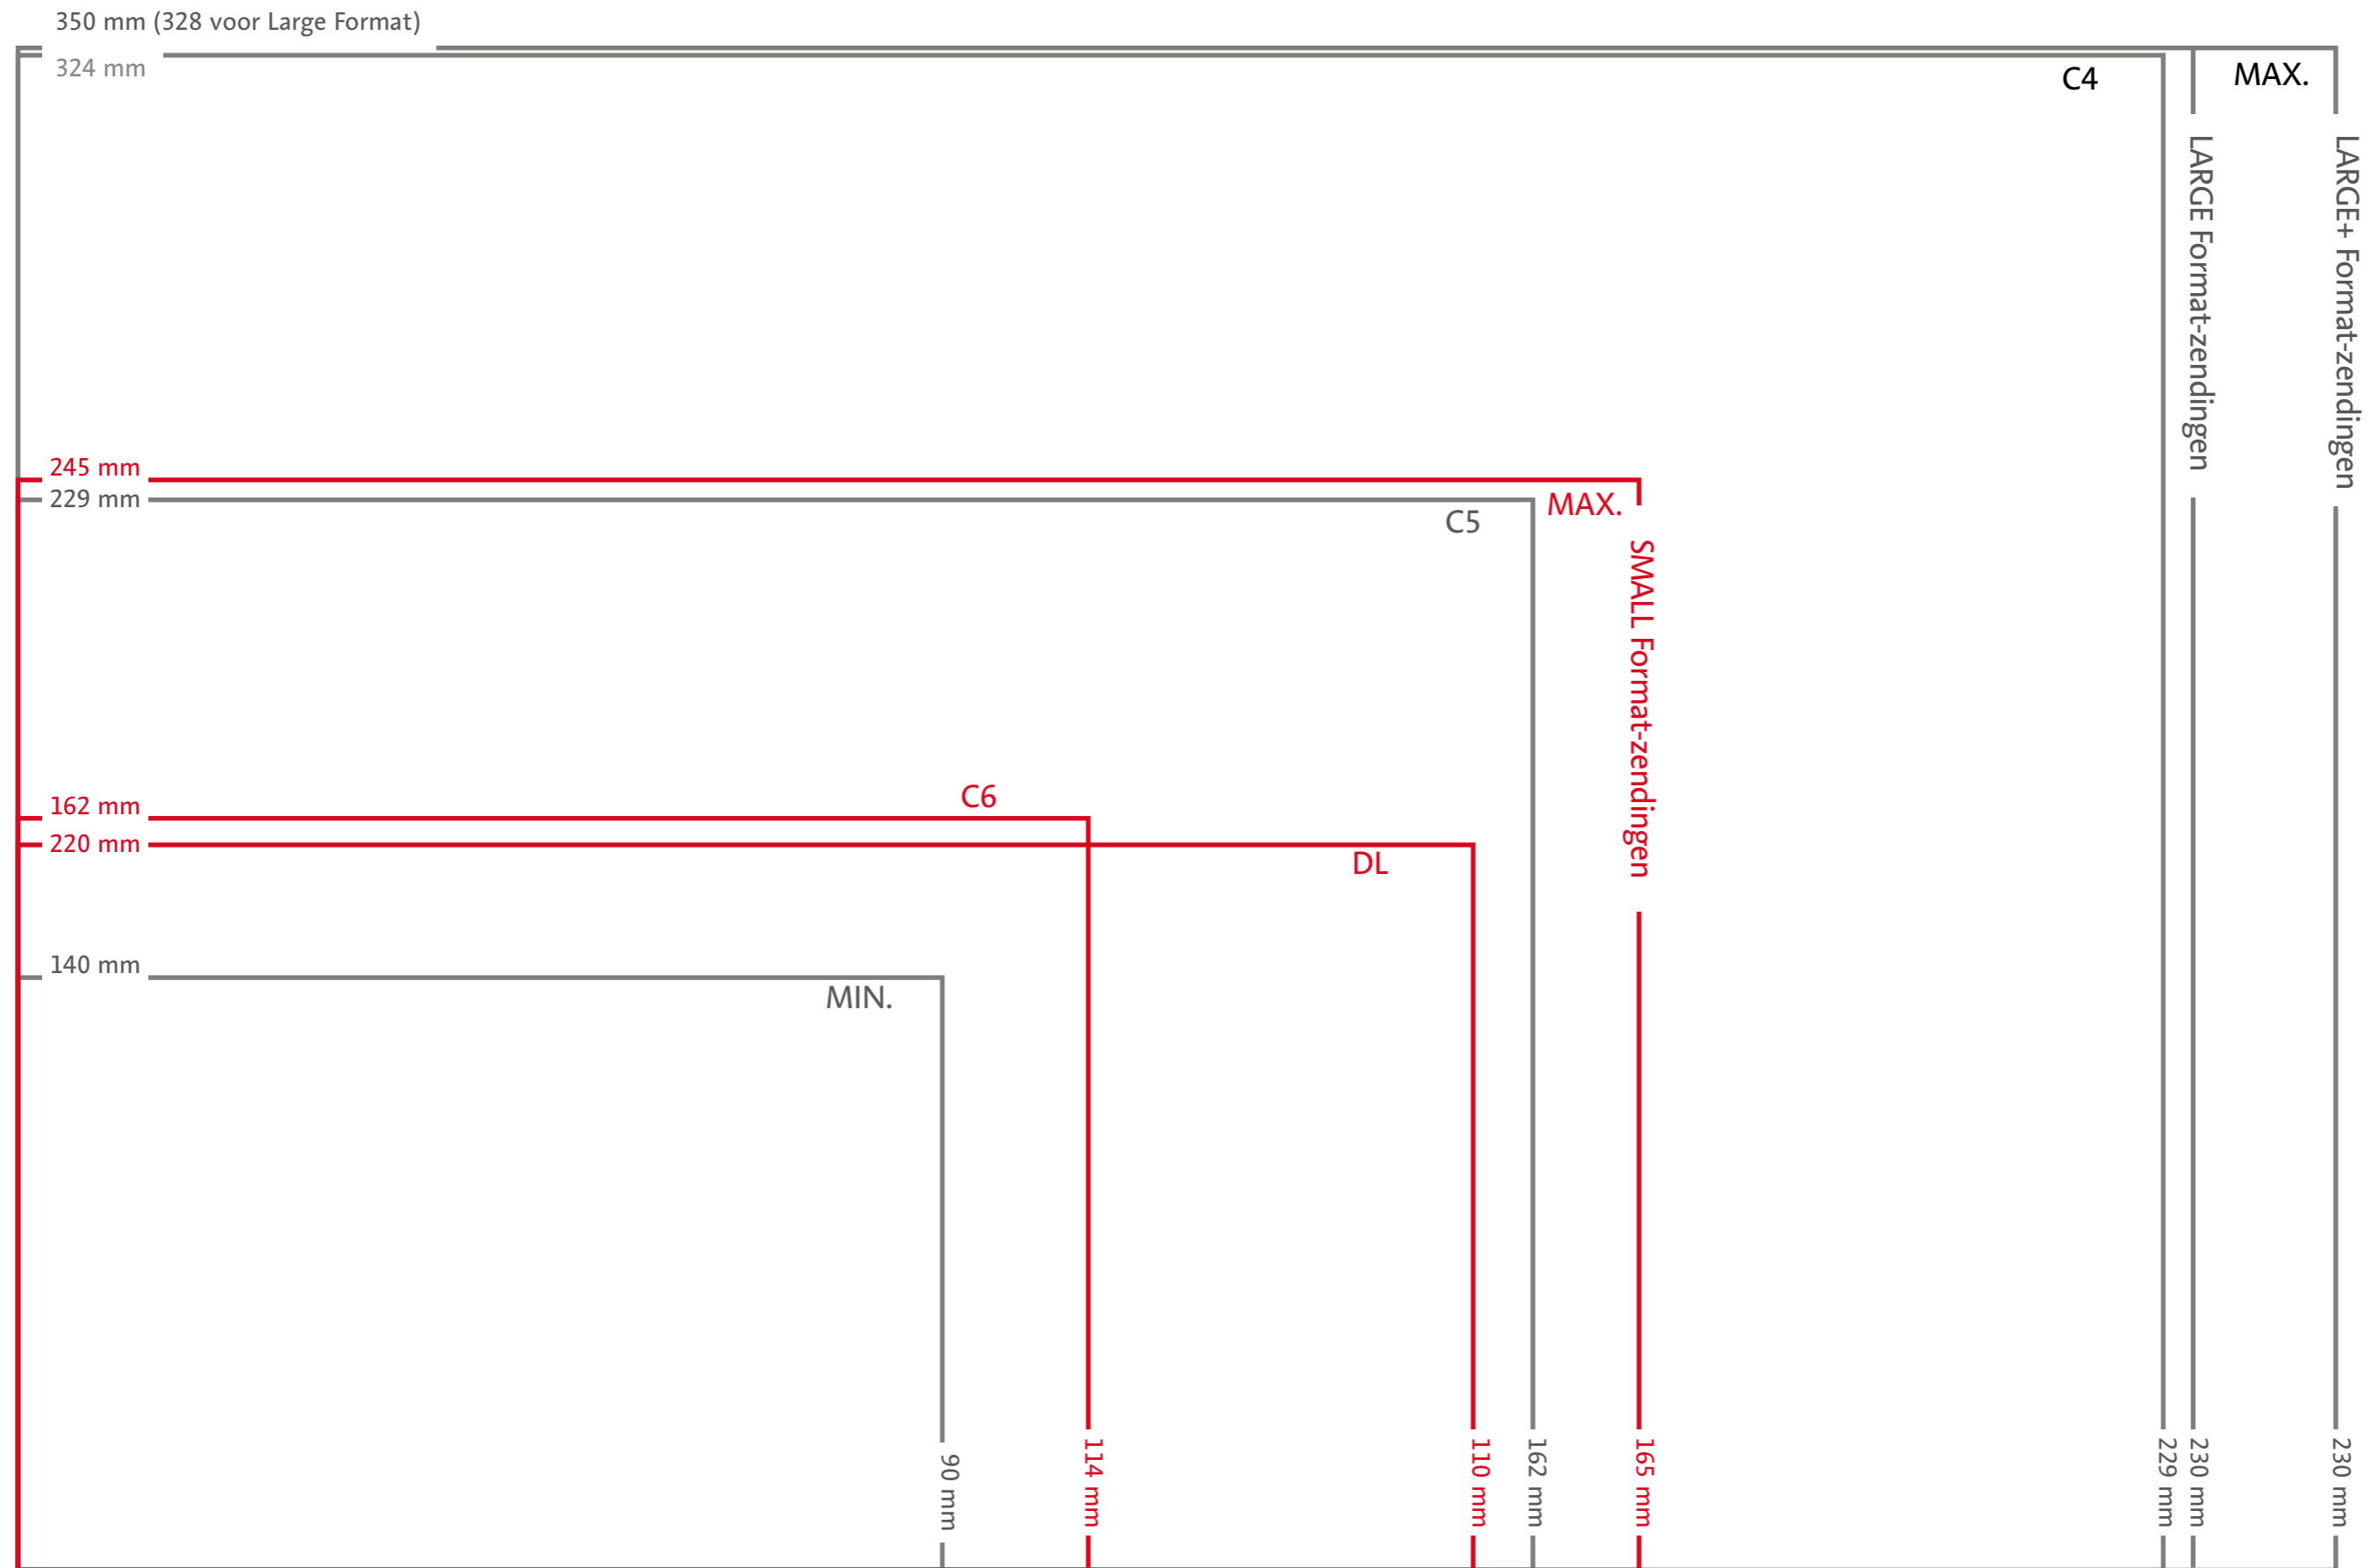 350 mm (328 voor Large Format)
324 mm
C4
MAX.
LARGE Format-zendingen
LARGE+ Format-zendingen
245 mm
229 mm
C5
MAX.
SMALL Format-zendingen
162 mm
C6
220 mm
DL
140 mm
MIN.
90 mm
114 mm
110 mm
162 mm
165 mm
229 mm
230 mm
230 mm